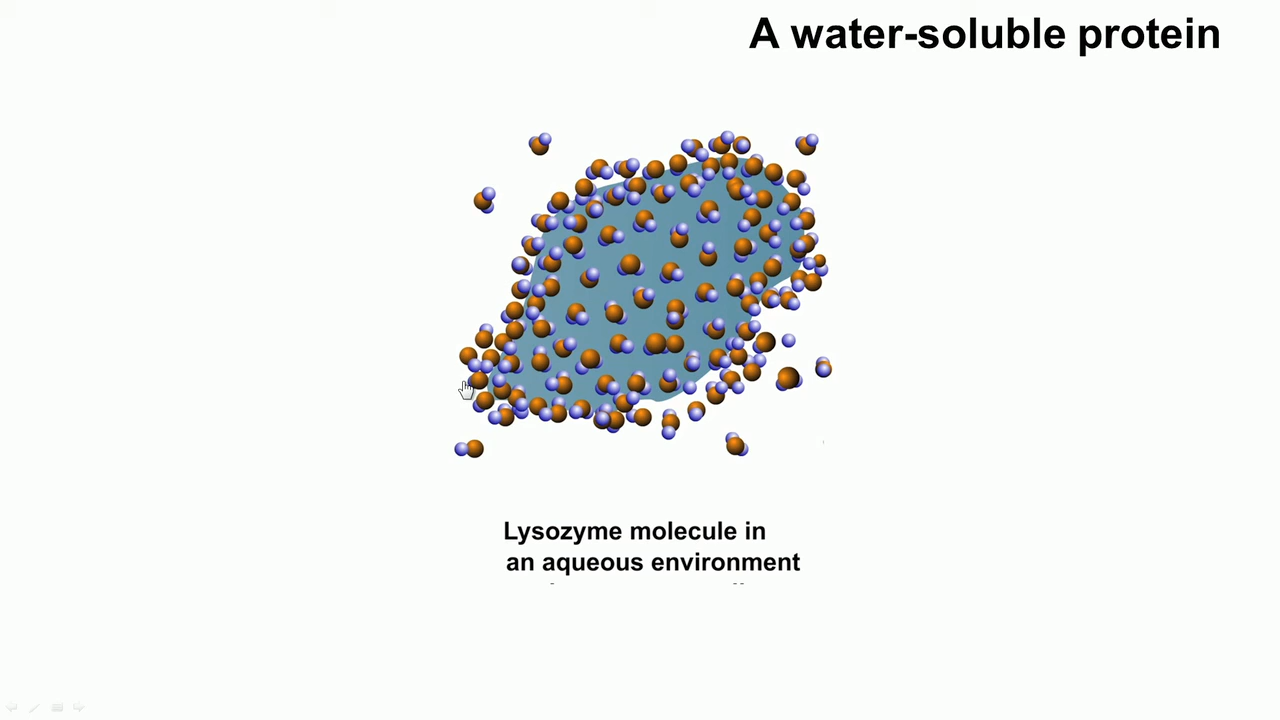 A water-soluble protein
Lysozyme molecule in
an aqueous environment